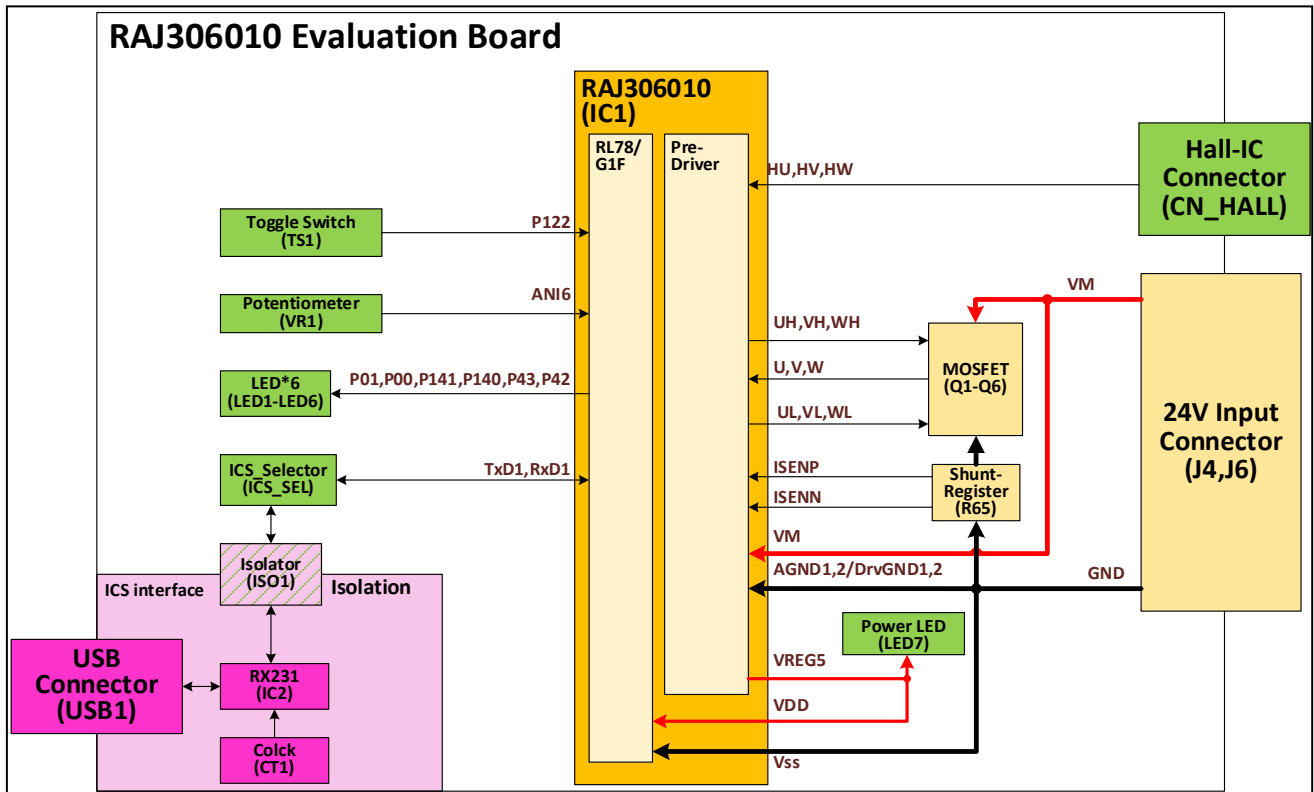 RAJ306010 Evaluation Board
RAJ306010
(IC1)
RL78/
G1F
Pre-
Driver
Hall-IC
Connector
(CN_HALL)
HU,HV,HW
Toggle Switch
(TS1)
P122
Potentiometer
(VR1)
ANI6
LED*6
(LED1-LED6)
P01,P00,P141,P140,P43,P42
ICS_Selector
(ICS_SEL)
TxD1,RxD1
Isolator
(ISO1)
ICS interface
Isolation
USB
Connector
(USB1)
RX231
(IC2)
Colck
(CT1)
VM
UH,VH,WH
U,V,W
UL,VL,WL
MOSFET
(Q1-Q6)
24V Input
Connector
(J4,J6)
ISENP
ISENN
Shunt-
Register
(R65)
VM
AGND1,2/DrvGND1,2
GND
Power LED
(LED7)
VREG5
VDD
Vss